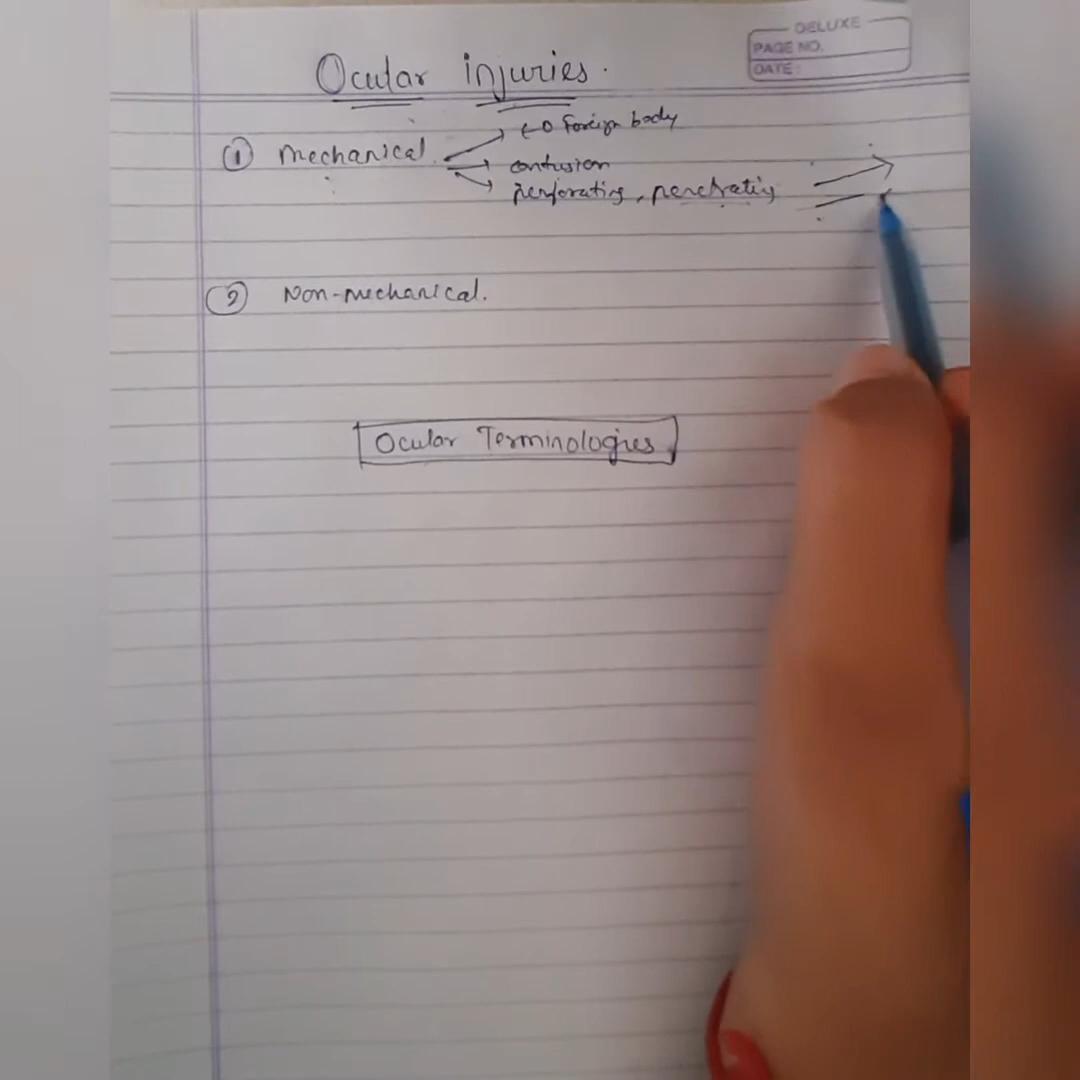 DELUXE
PAGE NO.
DATE:
Ocular injuries.
① Mechanical
Foreign body
contusion
perforating, penetrating
② Non-mechanical.
Ocular Terminologies